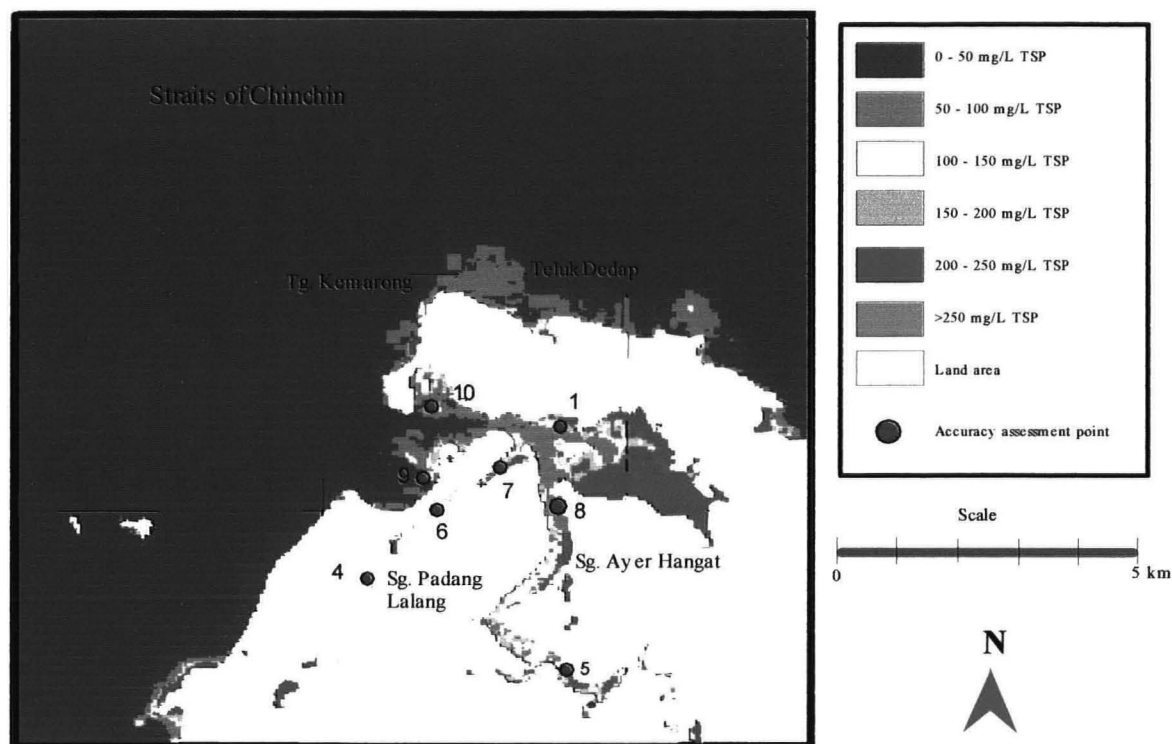 Straits of Chinchin
Tg. Kemarong
Teluk Dedap
10
1
9
7
6
8
4
Sg. Padang
Lalang
Sg. Ayer Hangat
5
0 - 50 mg/L TSP
50 - 100 mg/L TSP
100 - 150 mg/L TSP
150 - 200 mg/L TSP
200 - 250 mg/L TSP
>250 mg/L TSP
Land area
Accuracy assessment point
Scale
0
5 km
N